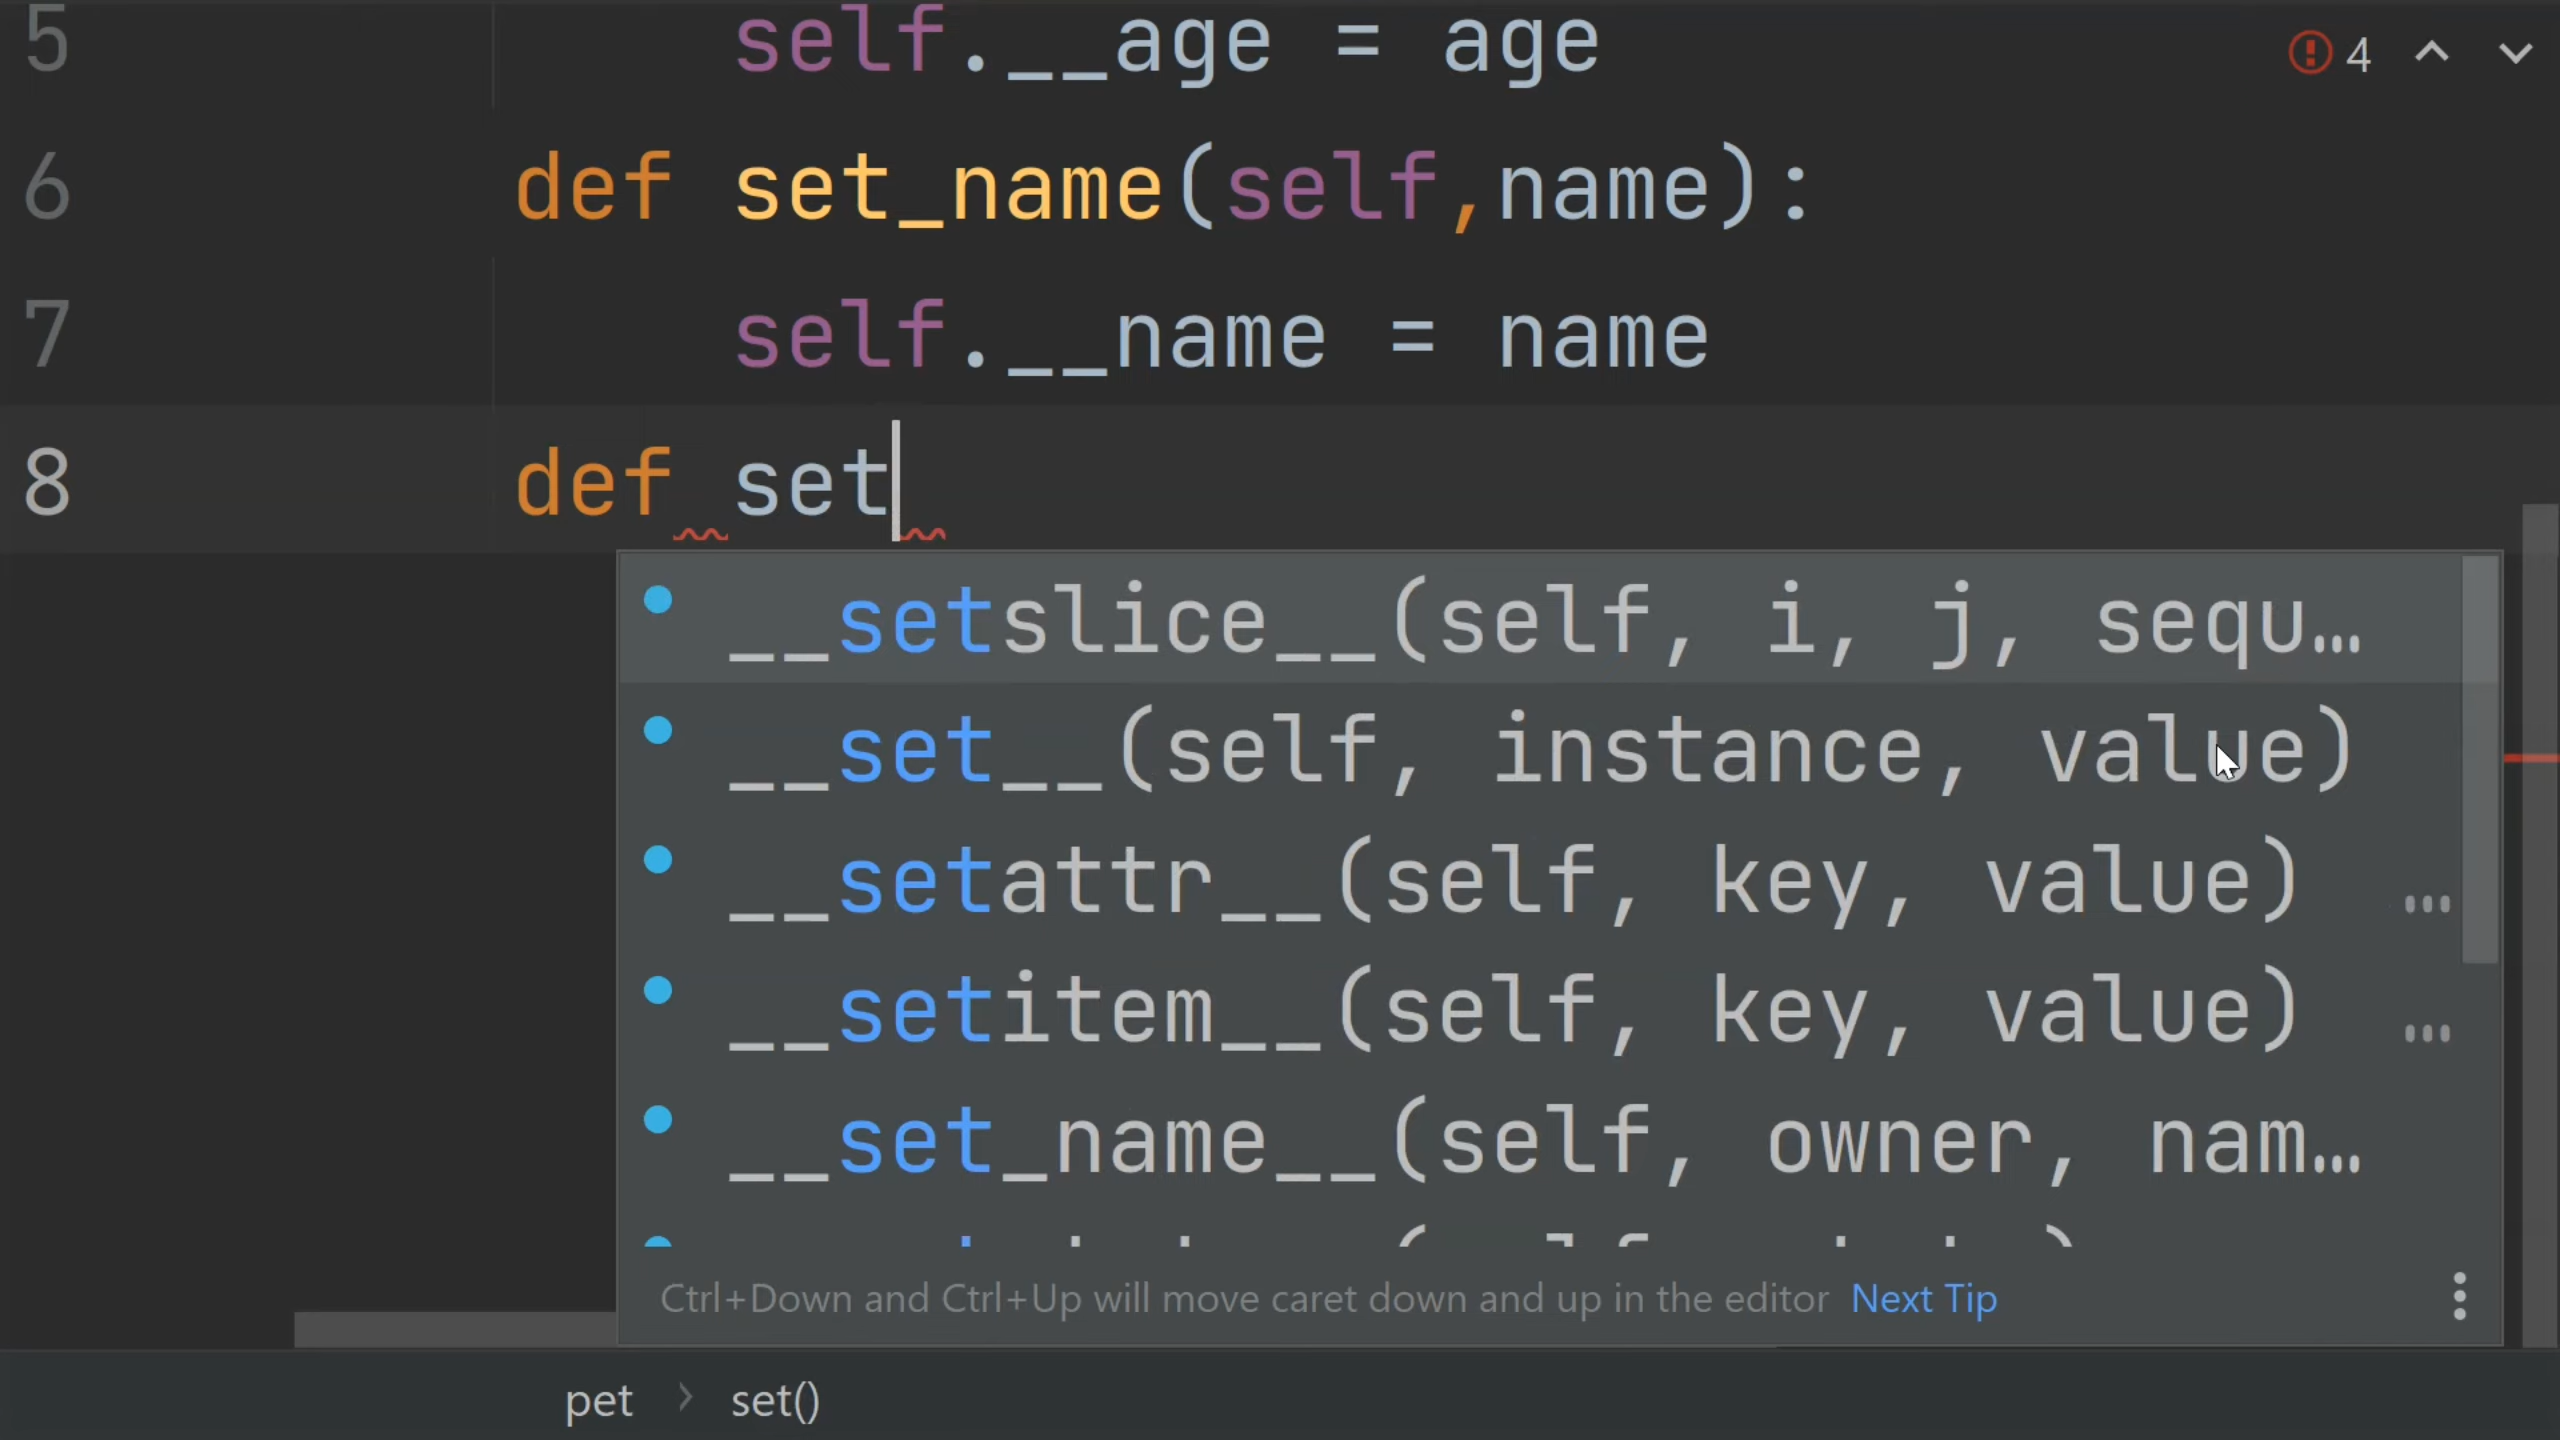 5 self.__age = age
4
6 def set_name(self,name):
7 self.__name = name
8 def set
__setslice__(self, i, j, sequ…
__set__(self, instance, value)
__setattr__(self, key, value) …
__setitem__(self, key, value) …
__set_name__(self, owner, nam…
Ctrl+Down and Ctrl+Up will move caret down and up in the editor Next Tip
pet > set()